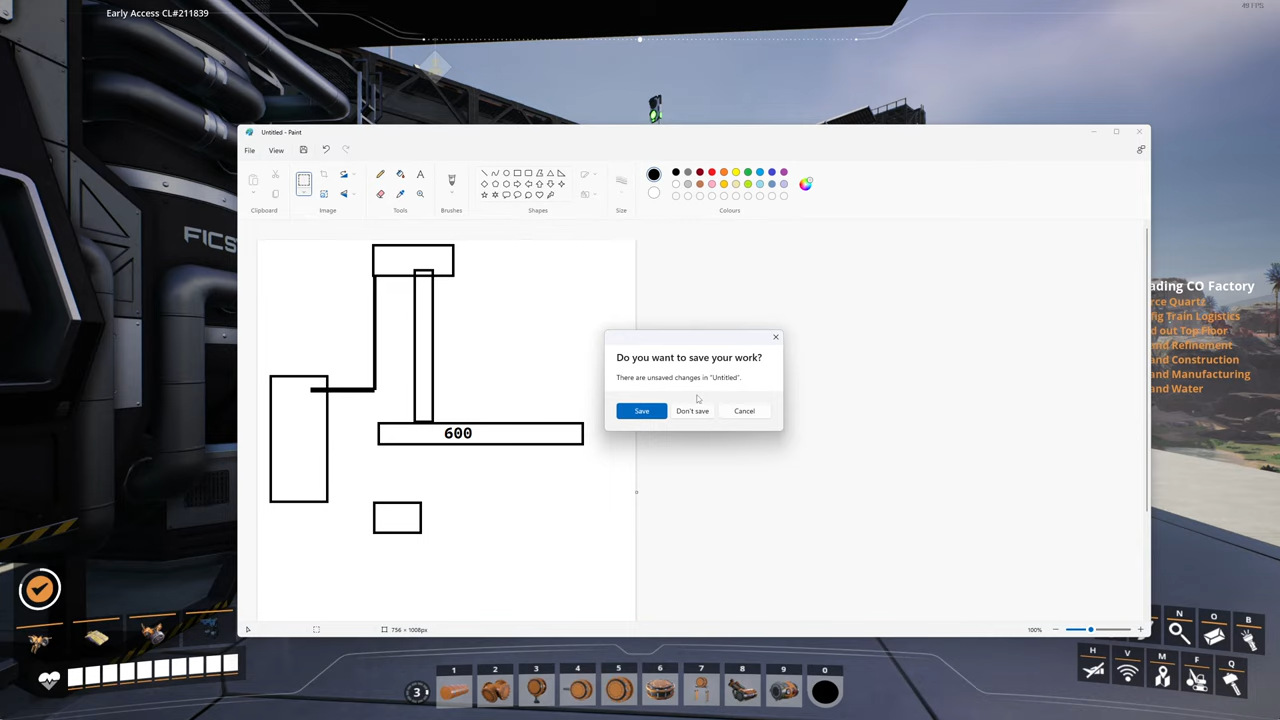 Early Access CL#211839
49 FPS
Untitled - Paint
File
View
Clipboard
Image
Tools
Brushes
Shapes
Size
Colours
FICS
ading CO Factory
rce Quartz
fig Train Logistics
d out Top Floor
and Refinement
and Construction
and Manufacturing
and Water
Do you want to save your work?
There are unsaved changes in "Untitled".
Save
Don't save
Cancel
600
756 × 1008px
100%
N
O
B
H
V
M
F
Q
3
1
2
3
4
5
6
7
8
9
0